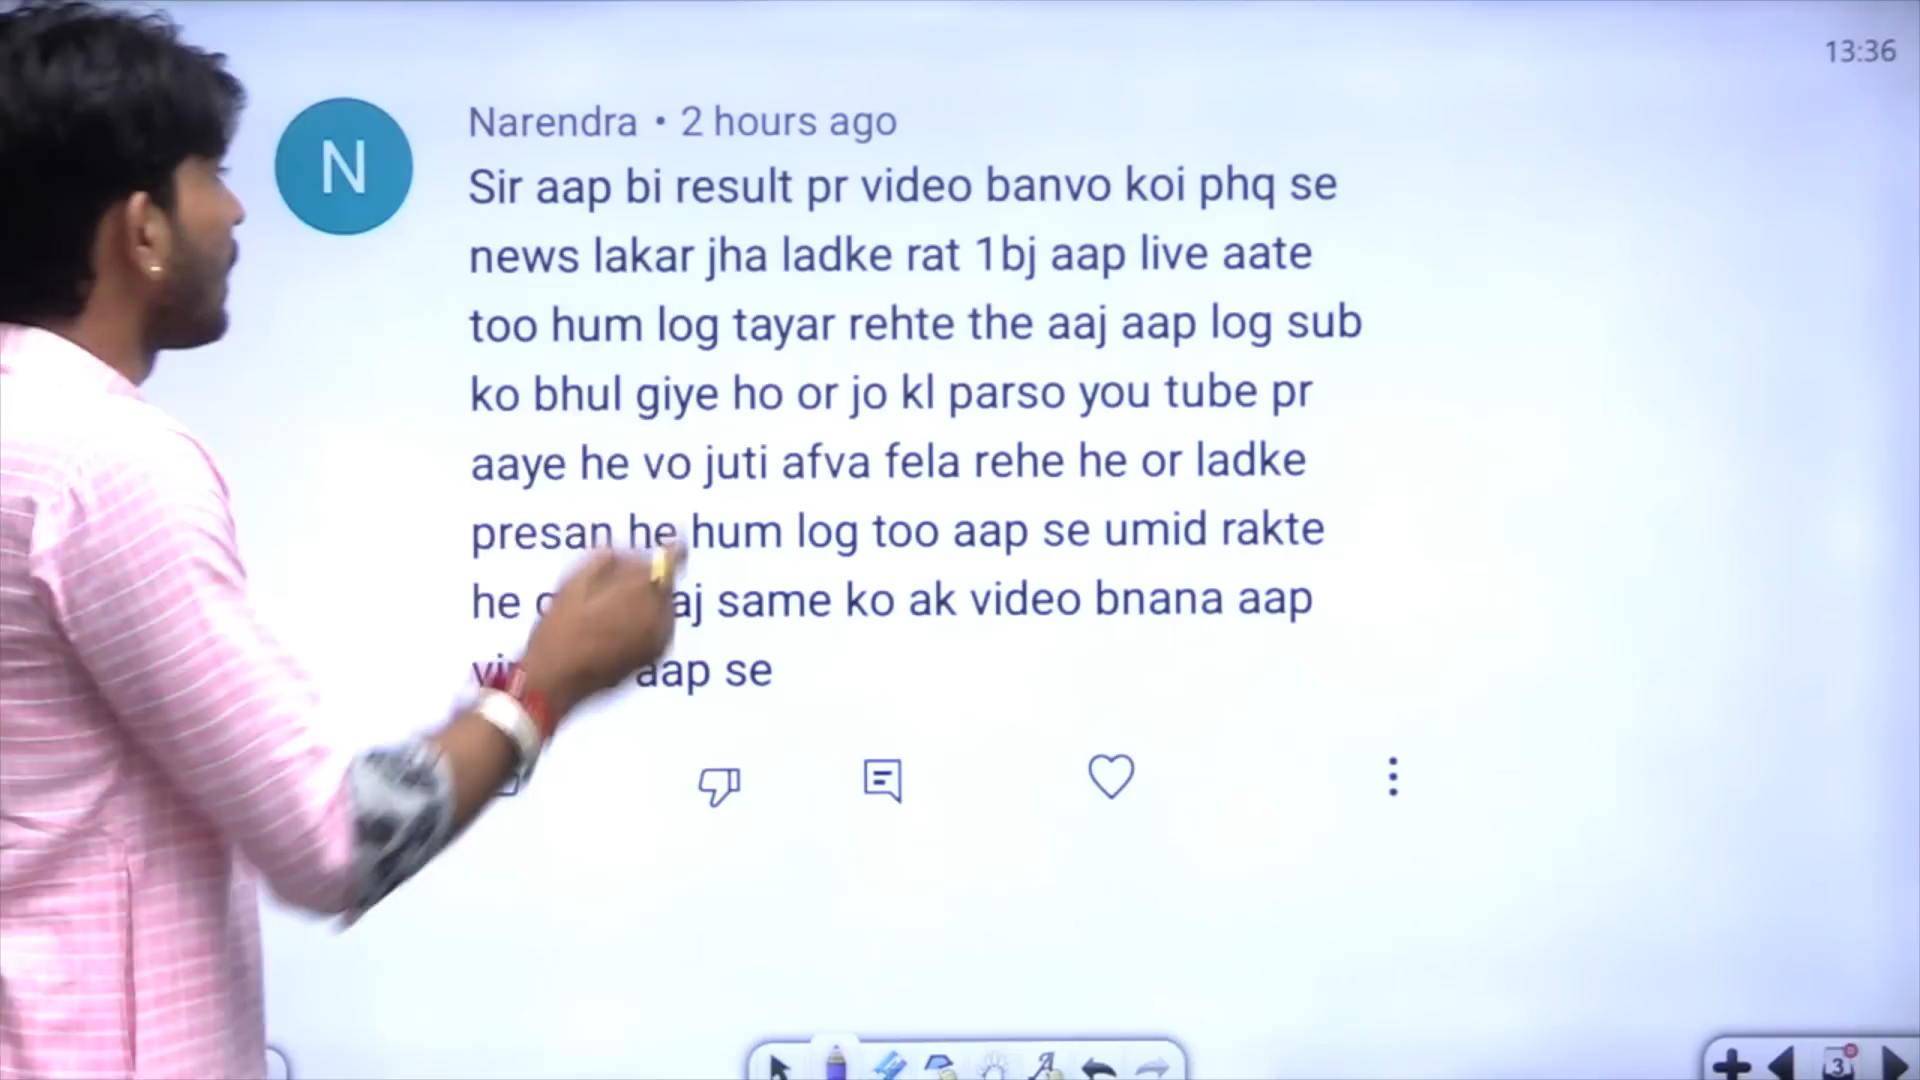 13:36
N
Narendra • 2 hours ago
Sir aap bi result pr video banvo koi phq se
news lakar jha ladke rat 1bj aap live aate
too hum log tayar rehte the aaj aap log sub
ko bhul giye ho or jo kl parso you tube pr
aaye he vo juti afva fela rehe he or ladke
presan he hum log too aap se umid rakte
he same ko ak video bnana aap
aap se
3